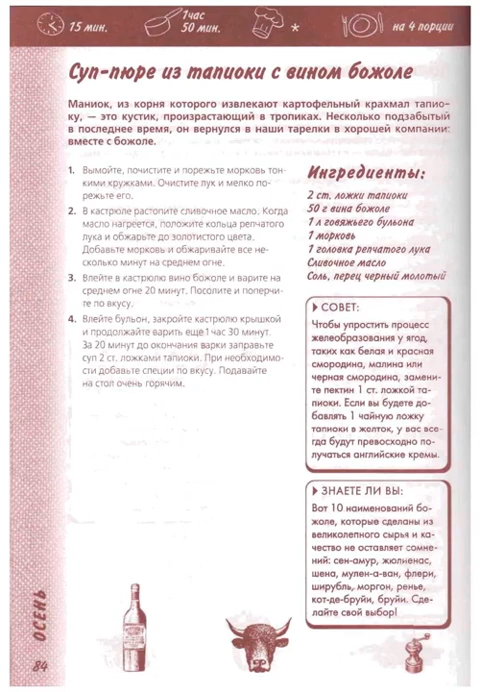 15 мин.
1час
50 мин.
*
на 4 порции
Суп-пюре из тапиоки с вином божоле
Маниок, из корня которого извлекают картофельный крахмал тапио-
ку, — это кустик, произрастающий в тропиках. Несколько подзабытый
в последнее время, он вернулся в наши тарелки в хорошей компании:
вместе с божоле.
1. Вымойте, почистите и порежьте морковь тон-
кими кружками. Очистите лук и мелко по-
режьте его.
2. В кастрюле растопите сливочное масло. Когда
масло нагреется, положите кольца репчатого
лука и обжарьте до золотистого цвета.
Добавьте морковь и обжаривайте все не-
сколько минут на среднем огне.
3. Влейте в кастрюлю вино божоле и варите на
среднем огне 20 минут. Посолите и поперчи-
те по вкусу.
4. Влейте бульон, закройте кастрюлю крышкой
и продолжайте варить еще 1 час 30 минут.
За 20 минут до окончания варки заправьте
суп 2 ст. ложками тапиоки. При необходимо-
сти добавьте специи по вкусу. Подавайте
на стол очень горячим.
Ингредиенты:
2 ст. ложки тапиоки
50 г вина божоле
1 л говяжьего бульона
1 морковь
1 головка репчатого лука
Сливочное масло
Соль, перец черный молотый
СОВЕТ:
Чтобы упростить процесс
желеобразования у ягод,
таких как белая и красная
смородина, малина или
черная смородина, замени-
те пектин 1 ст. ложкой та-
пиоки. Если вы будете до-
бавлять 1 чайную ложку
тапиоки в желток, у вас все-
гда будут превосходно по-
лучаться английские кремы.
ЗНАЕТЕ ЛИ ВЫ:
Вот 10 наименований бо-
жоле, которые сделаны из
великолепного сырья и ка-
чество не оставляет сомне-
ний: сен-амур, жюлиенас,
шена, мулен-а-ван, флери,
ширубль, моргон, ренье,
кот-де-бруйи, бруйи. Сде-
лайте свой выбор!
ОСЕНЬ
84